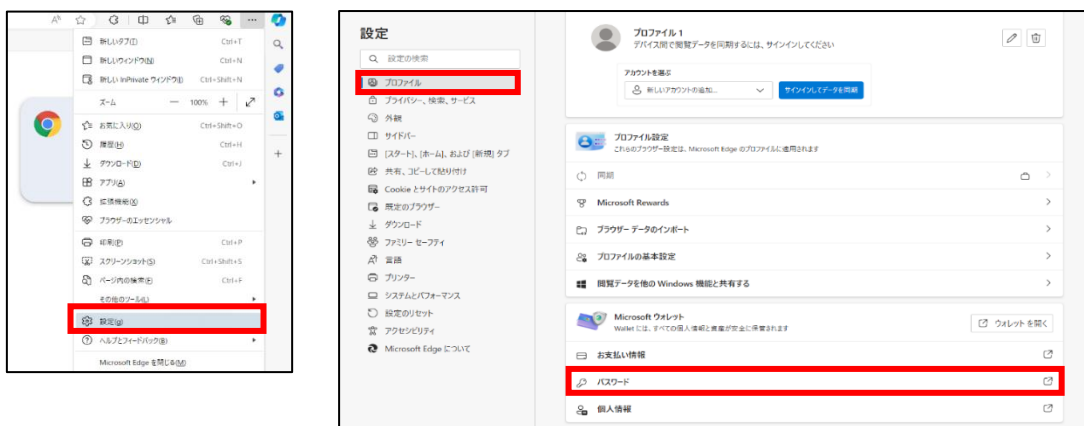 新しいタブ(T) Ctrl+T
新しいウィンドウ(N) Ctrl+N
新しい InPrivate ウィンドウ(I) Ctrl+Shift+N
ズーム — 100% +
お気に入り(O) Ctrl+Shift+O
履歴(H) Ctrl+H
ダウンロード(D) Ctrl+J
アプリ(A)
拡張機能(X)
ブラウザーのエッセンシャル
印刷(P) Ctrl+P
スクリーンショット(S) Ctrl+Shift+S
ページ内の検索(F) Ctrl+F
その他のツール(L)
設定(g)
ヘルプとフィードバック(B)
Microsoft Edge を閉じる(M)
設定
設定の検索
プロファイル
プライバシー、検索、サービス
外観
サイドバー
[スタート]、[ホーム]、および [新規] タブ
共有、コピーして貼り付け
Cookie とサイトのアクセス許可
既定のブラウザー
ダウンロード
ファミリー セーフティ
言語
プリンター
システムとパフォーマンス
設定のリセット
アクセシビリティ
Microsoft Edge について
プロファイル 1
デバイス間で閲覧データを同期するには、サインインしてください
アカウントを選ぶ
新しいアカウントの追加...
サインインしてデータを同期
プロファイル設定
これらのブラウザー設定は、Microsoft Edge のプロファイルに適用されます
同期
Microsoft Rewards
ブラウザー データのインポート
プロファイルの基本設定
閲覧データを他の Windows 機能と共有する
Microsoft ウォレット
Wallet には、すべての個人情報と資産が安全に保管されます
ウォレットを開く
お支払い情報
パスワード
個人情報